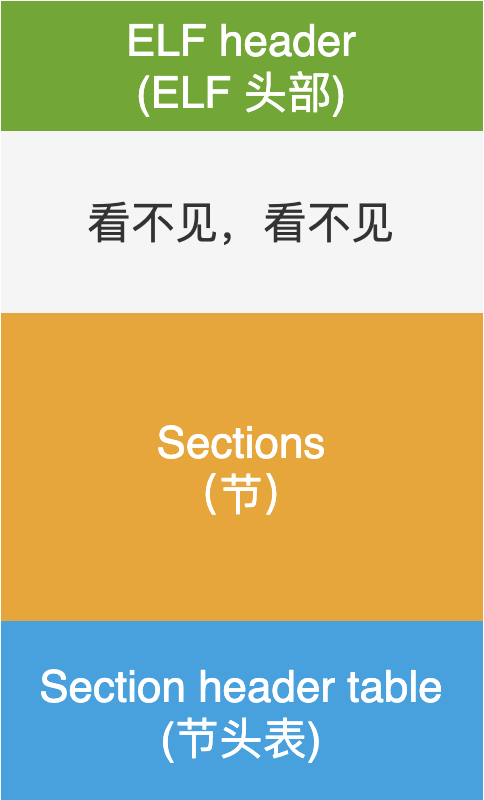 ELF header
(ELF 头部)
看不见，看不见
Sections
(节)
Section header table
(节头表)